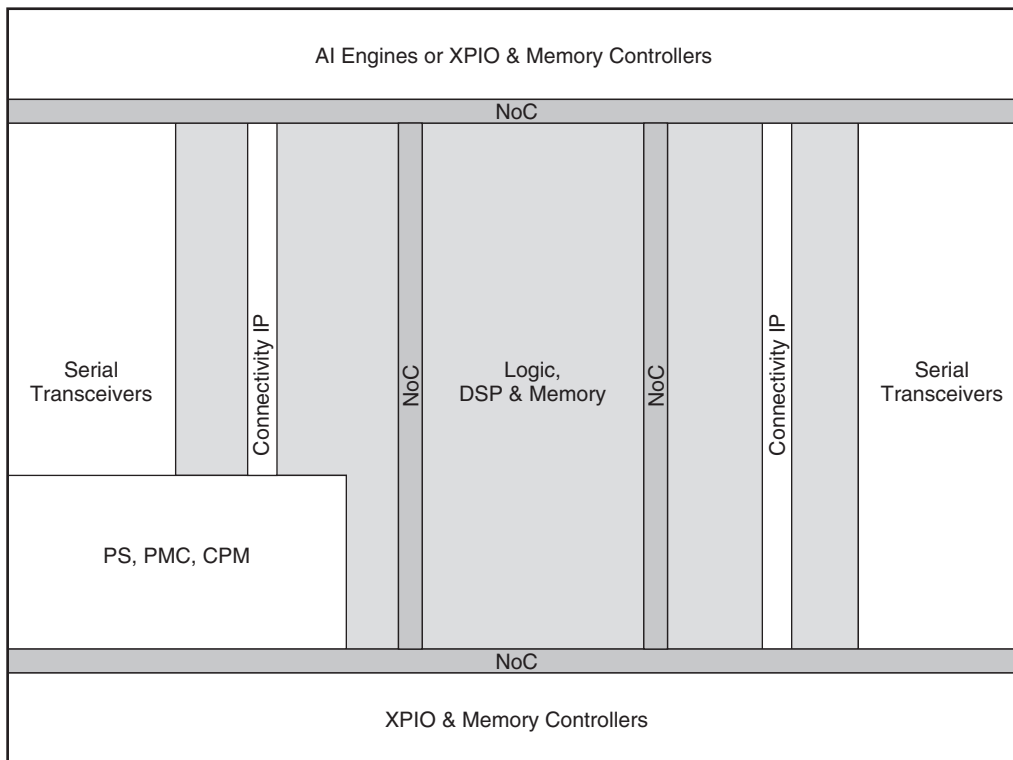 AI Engines or XPIO & Memory Controllers
NoC
Serial
Transceivers
Connectivity IP
NoC
Logic,
DSP & Memory
NoC
Connectivity IP
Serial
Transceivers
PS, PMC, CPM
NoC
XPIO & Memory Controllers